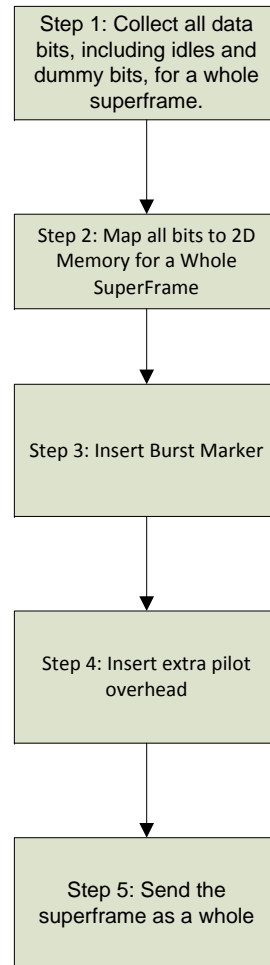 Step 1: Collect all data
bits, including idles and
dummy bits, for a whole
superframe.
Step 2: Map all bits to 2D
Memory for a Whole
SuperFrame
Step 3: Insert Burst Marker
Step 4: Insert extra pilot
overhead
Step 5: Send the
superframe as a whole